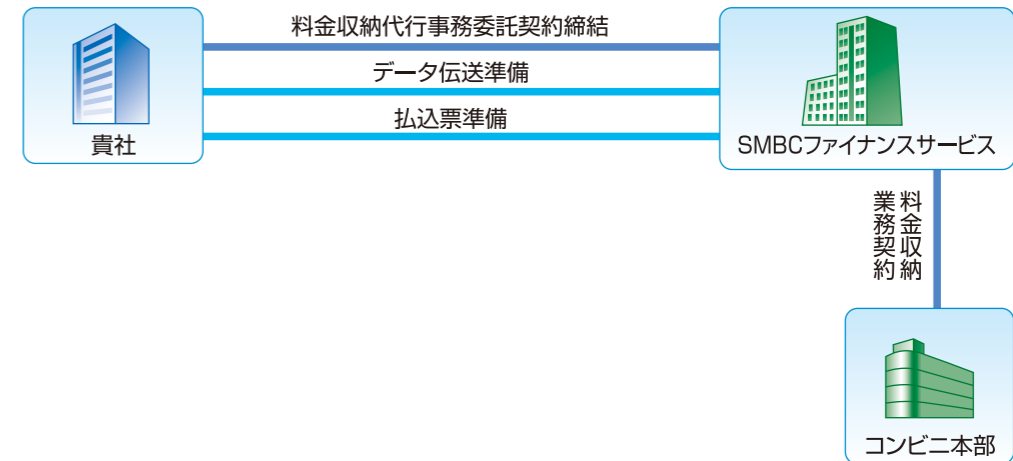 料金収納代行事務委託契約締結
データ伝送準備
払込票準備
貴社
SMBCファイナンスサービス
料金収納
業務契約
コンビニ本部